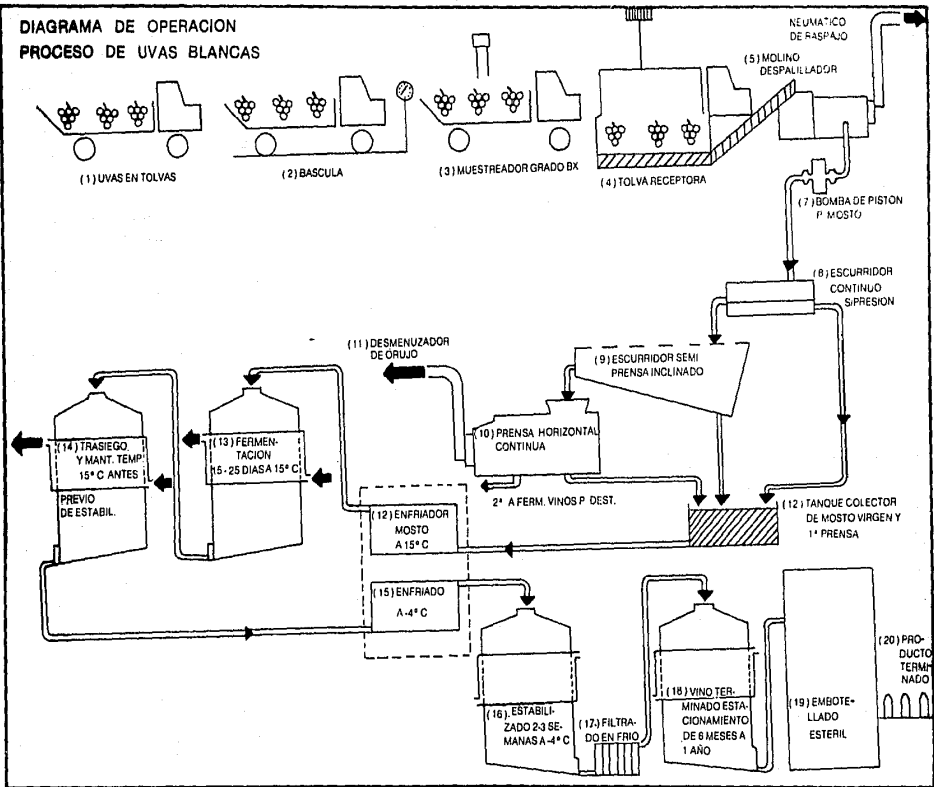 DIAGRAMA DE OPERACION
PROCESO DE UVAS BLANCAS
NEUMATICO
DE RASPAJO
(5) MOLINO
DESPALILLADOR
(1) UVAS EN TOLVAS
(2) BASCULA
(3) MUESTREADOR GRADO BX
(4) TOLVA RECEPTORA
(7) BOMBA DE PISTON
P. MOSTO
(8) ESCURRIDOR
CONTINUO
S/PRESION
(11) DESMENUZADOR
DE ORUJO
(9) ESCURRIDOR SEMI
PRENSA INCLINADO
(10) PRENSA HORIZONTAL
CONTINUA
(14) TRASIEGO
Y MANT. TEMP
15° C ANTES
PREVIO
DE ESTABIL.
(13) FERMEN-
TACION
15-25 DIAS A 15° C
2ª A FERM. VINOS P. DEST.
(12) ENFRIADOR
MOSTO
A 15° C
(12) TANQUE COLECTOR
DE MOSTO VIRGEN Y
1ª PRENSA
(15) ENFRIADO
A -4° C
(16) ESTABILI-
ZADO 2-3 SE-
MANAS A -4° C
(17) FILTRA-
DO EN FRIO
(18) VINO TER-
MINADO ESTA-
CIONAMIENTO
DE 6 MESES A
1 AÑO
(19) EMBOTE-
LLADO
ESTERIL
(20) PRO-
DUCTO
TERMI-
NADO